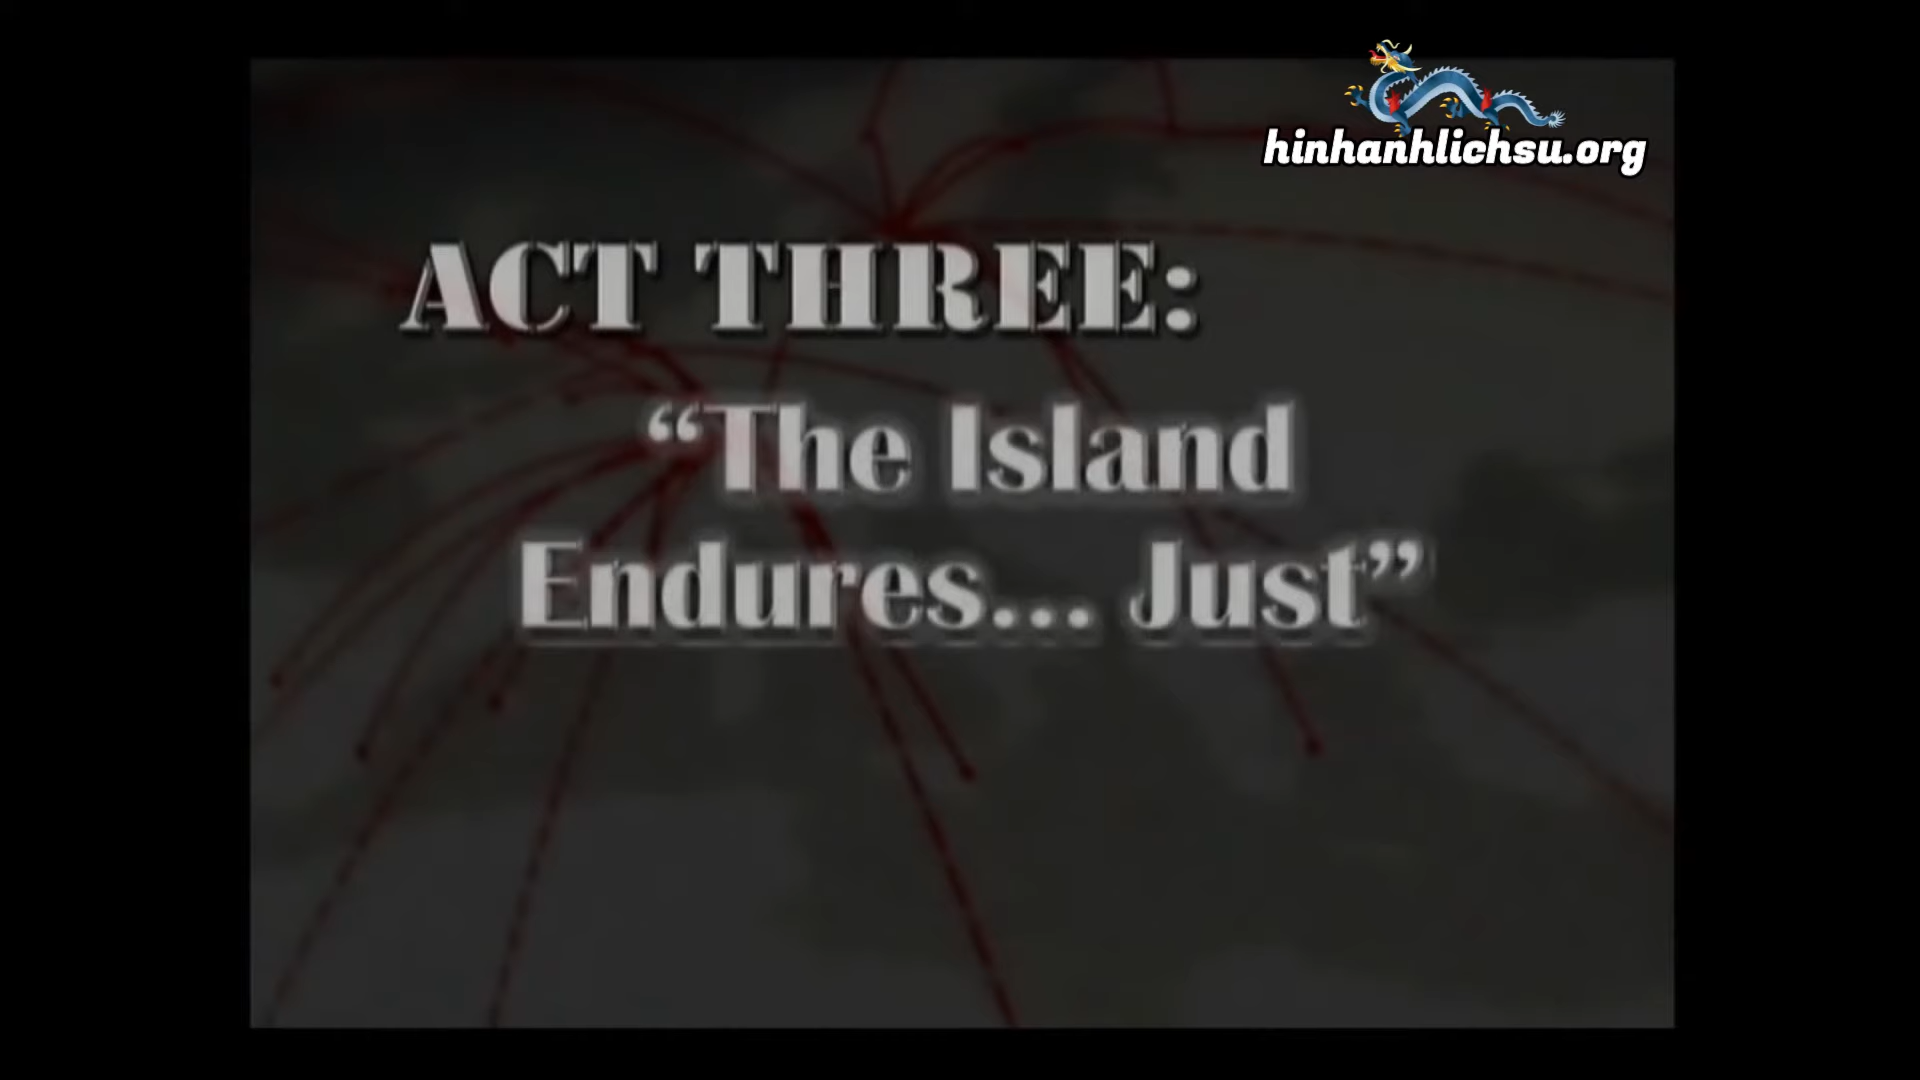 hinhanhlichsu.org
ACT THREE:
“The Island
Endures... Just”